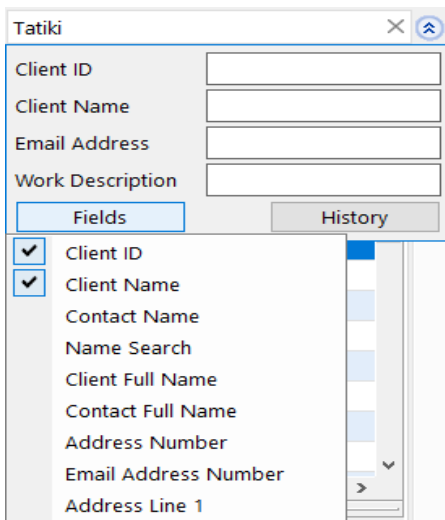 Tatiki
Client ID
Client Name
Email Address
Work Description
Fields History
Client ID
Client Name
Contact Name
Name Search
Client Full Name
Contact Full Name
Address Number
Email Address Number
Address Line 1